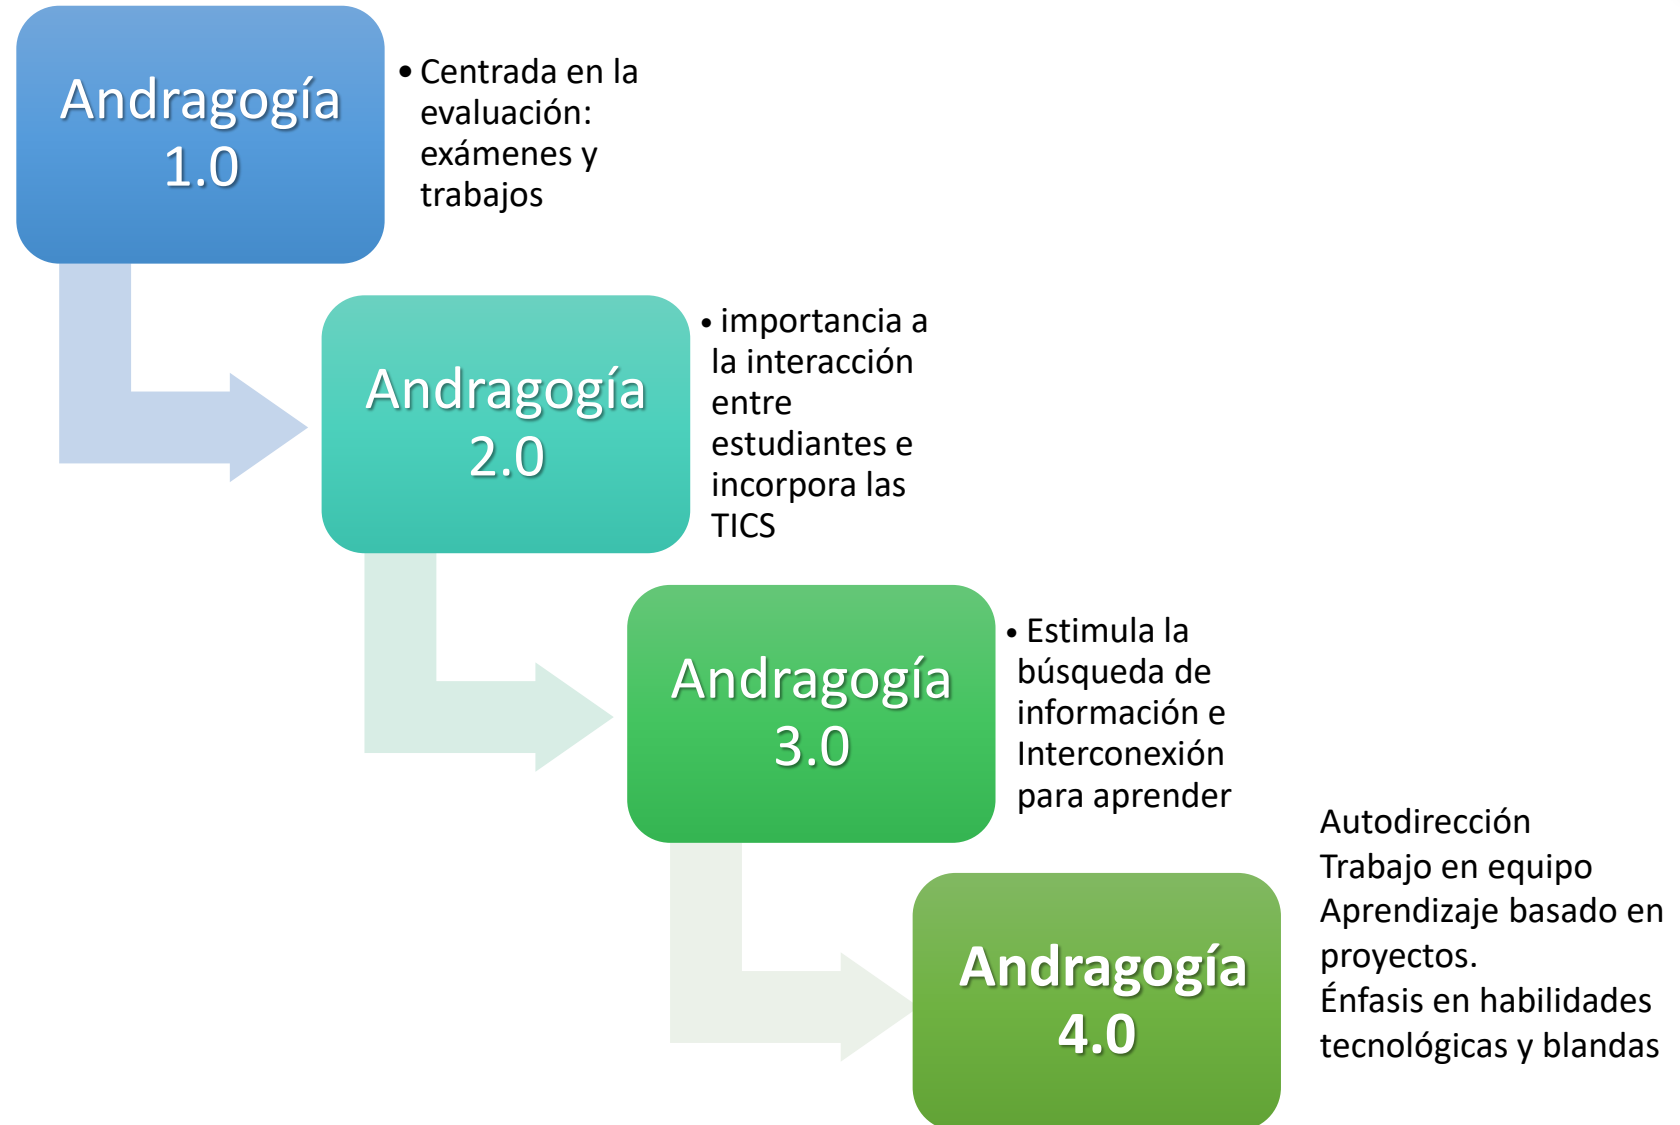 Andragogía
1.0
• Centrada en la
evaluación:
exámenes y
trabajos
Andragogía
2.0
• importancia a
la interacción
entre
estudiantes e
incorpora las
TICS
Andragogía
3.0
• Estimula la
búsqueda de
información e
Interconexión
para aprender
Andragogía
4.0
Autodirección
Trabajo en equipo
Aprendizaje basado en
proyectos.
Énfasis en habilidades
tecnológicas y blandas